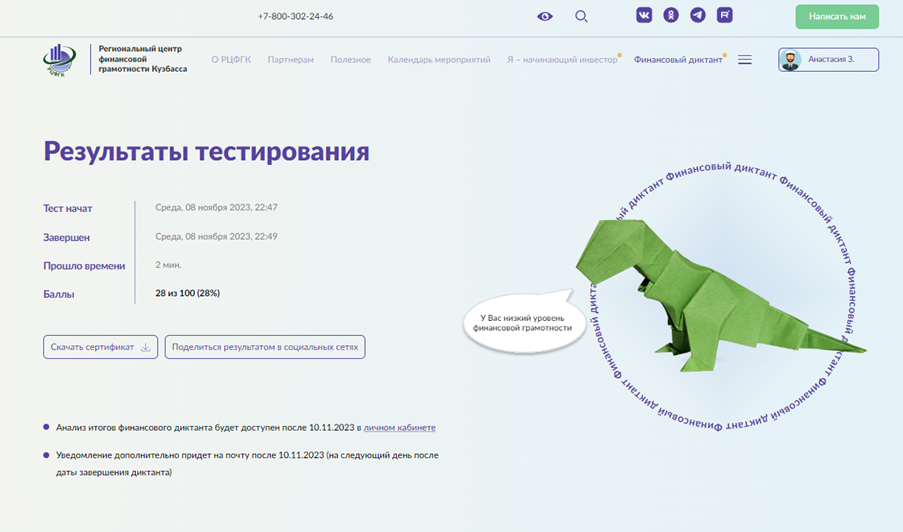 +7-800-302-24-46
Написать нам
Региональный центр
финансовой
грамотности Кузбасса
РЦФГК
О РЦФГК
Партнерам
Полезное
Календарь мероприятий
Я – начинающий инвестор
Финансовый диктант
Анастасия З.
Результаты тестирования
Тест начат
Среда, 08 ноября 2023, 22:47
Завершен
Среда, 08 ноября 2023, 22:49
Прошло времени
2 мин.
Баллы
28 из 100 (28%)
Скачать сертификат
Поделиться результатом в социальных сетях
Финансовый диктант Финансовый диктант Финансовый диктант Финансовый диктант Финансовый диктант
У Вас низкий уровень
финансовой грамотности
Анализ итогов финансового диктанта будет доступен после 10.11.2023 в личном кабинете
Уведомление дополнительно придет на почту после 10.11.2023 (на следующий день после
даты завершения диктанта)